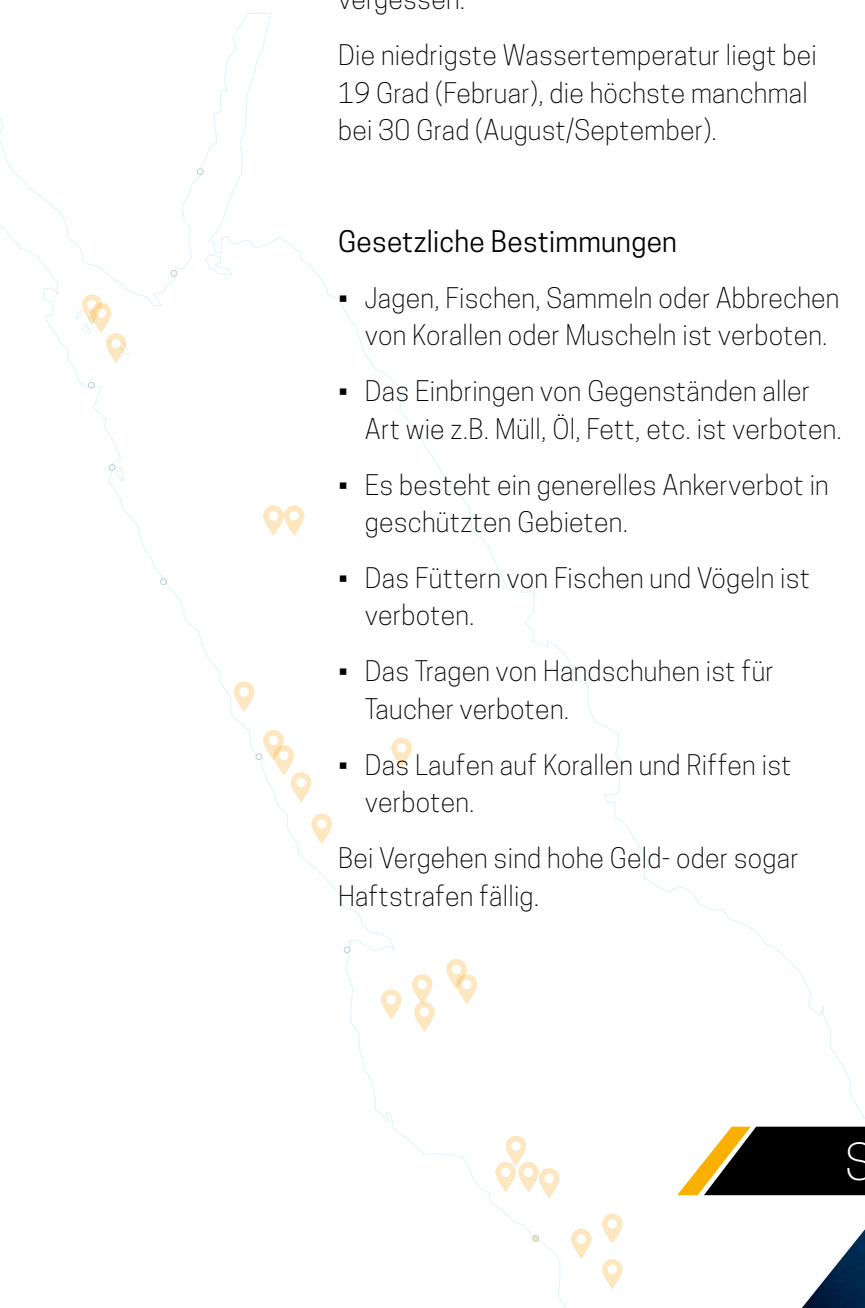 vergessen.
Die niedrigste Wassertemperatur liegt bei
19 Grad (Februar), die höchste manchmal
bei 30 Grad (August/September).
Gesetzliche Bestimmungen
▪ Jagen, Fischen, Sammeln oder Abbrechen
von Korallen oder Muscheln ist verboten.
▪ Das Einbringen von Gegenständen aller
Art wie z.B. Müll, Öl, Fett, etc. ist verboten.
▪ Es besteht ein generelles Ankerverbot in
geschützten Gebieten.
▪ Das Füttern von Fischen und Vögeln ist
verboten.
▪ Das Tragen von Handschuhen ist für
Taucher verboten.
▪ Das Laufen auf Korallen und Riffen ist
verboten.
Bei Vergehen sind hohe Geld- oder sogar
Haftstrafen fällig.